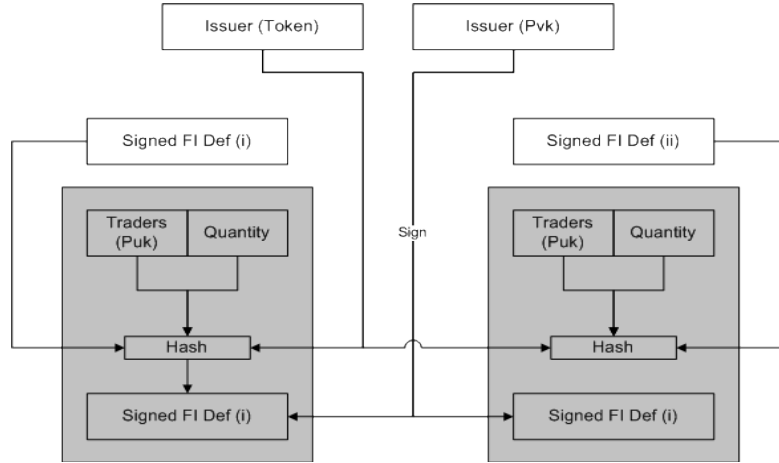 Issuer (Token)
Issuer (Pvk)
Signed FI Def (i)
Signed FI Def (ii)
Traders
(Puk)
Quantity
Traders
(Puk)
Quantity
Sign
Hash
Hash
Signed FI Def (i)
Signed FI Def (i)